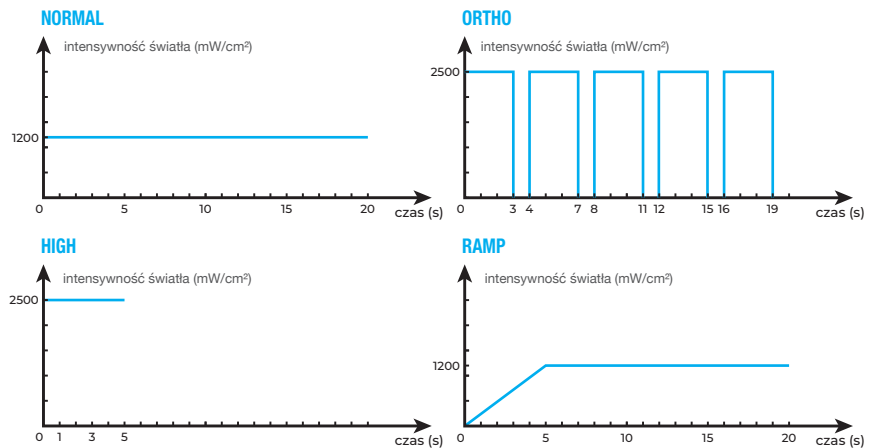 NORMAL
intensywność światła (mW/cm²)
1200
0 5 10 15 20
czas (s)
ORTHO
intensywność światła (mW/cm²)
2500
0 3 4 7 8 11 12 15 16 19
czas (s)
HIGH
intensywność światła (mW/cm²)
2500
0 1 3 5
czas (s)
RAMP
intensywność światła (mW/cm²)
1200
0 5 10 15 20
czas (s)